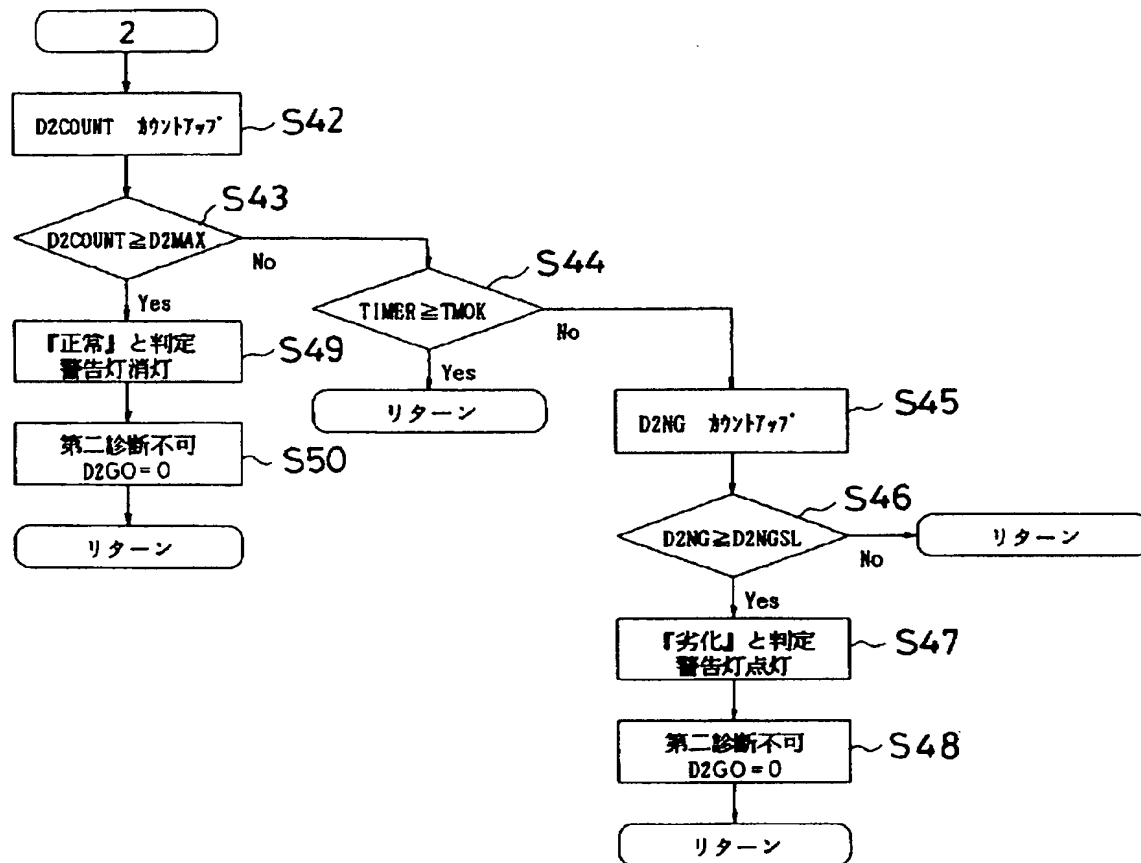 2
D2COUNT ｶｳﾝﾄｱｯﾌﾟ
S42
S43
D2COUNT≧D2MAX
No
Yes
S44
TIMER≧TMOK
No
Yes
リターン
『正常』と判定
警告灯消灯
S49
第二診断不可
D2GO=0
S50
リターン
D2NG ｶｳﾝﾄｱｯﾌﾟ
S45
S46
D2NG≧D2NGSL
No
リターン
Yes
『劣化』と判定
警告灯点灯
S47
第二診断不可
D2GO=0
S48
リターン